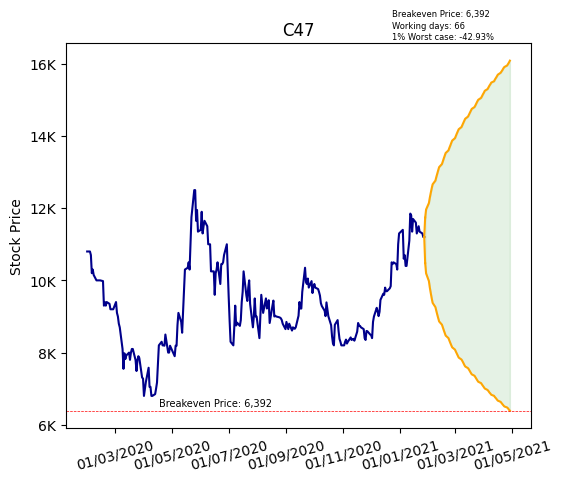 Breakeven Price: 6,392
Working days: 66
1% Worst case: -42.93%
C47
Stock Price
16K
14K
12K
10K
8K
6K
Breakeven Price: 6,392
01/03/2020
01/05/2020
01/07/2020
01/09/2020
01/11/2020
01/01/2021
01/03/2021
01/05/2021